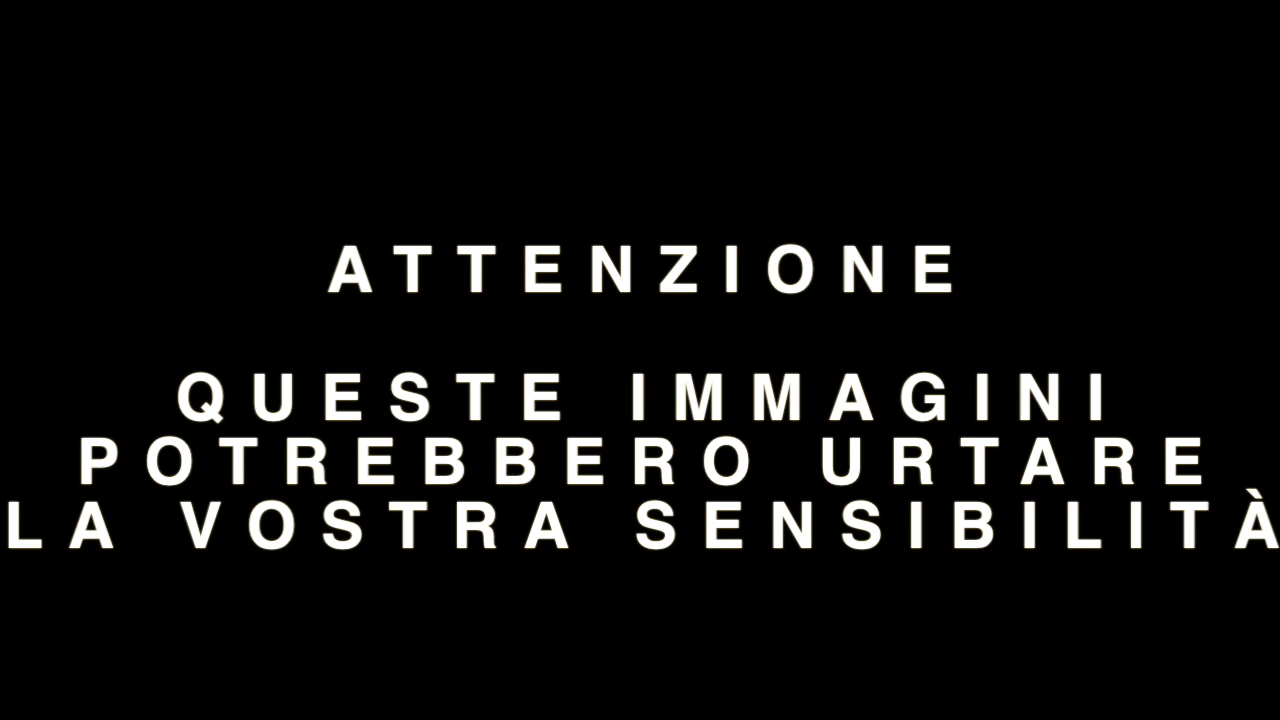 ATTENZIONE
QUESTE IMMAGINI
POTREBBERO URTARE
LA VOSTRA SENSIBILITÀ